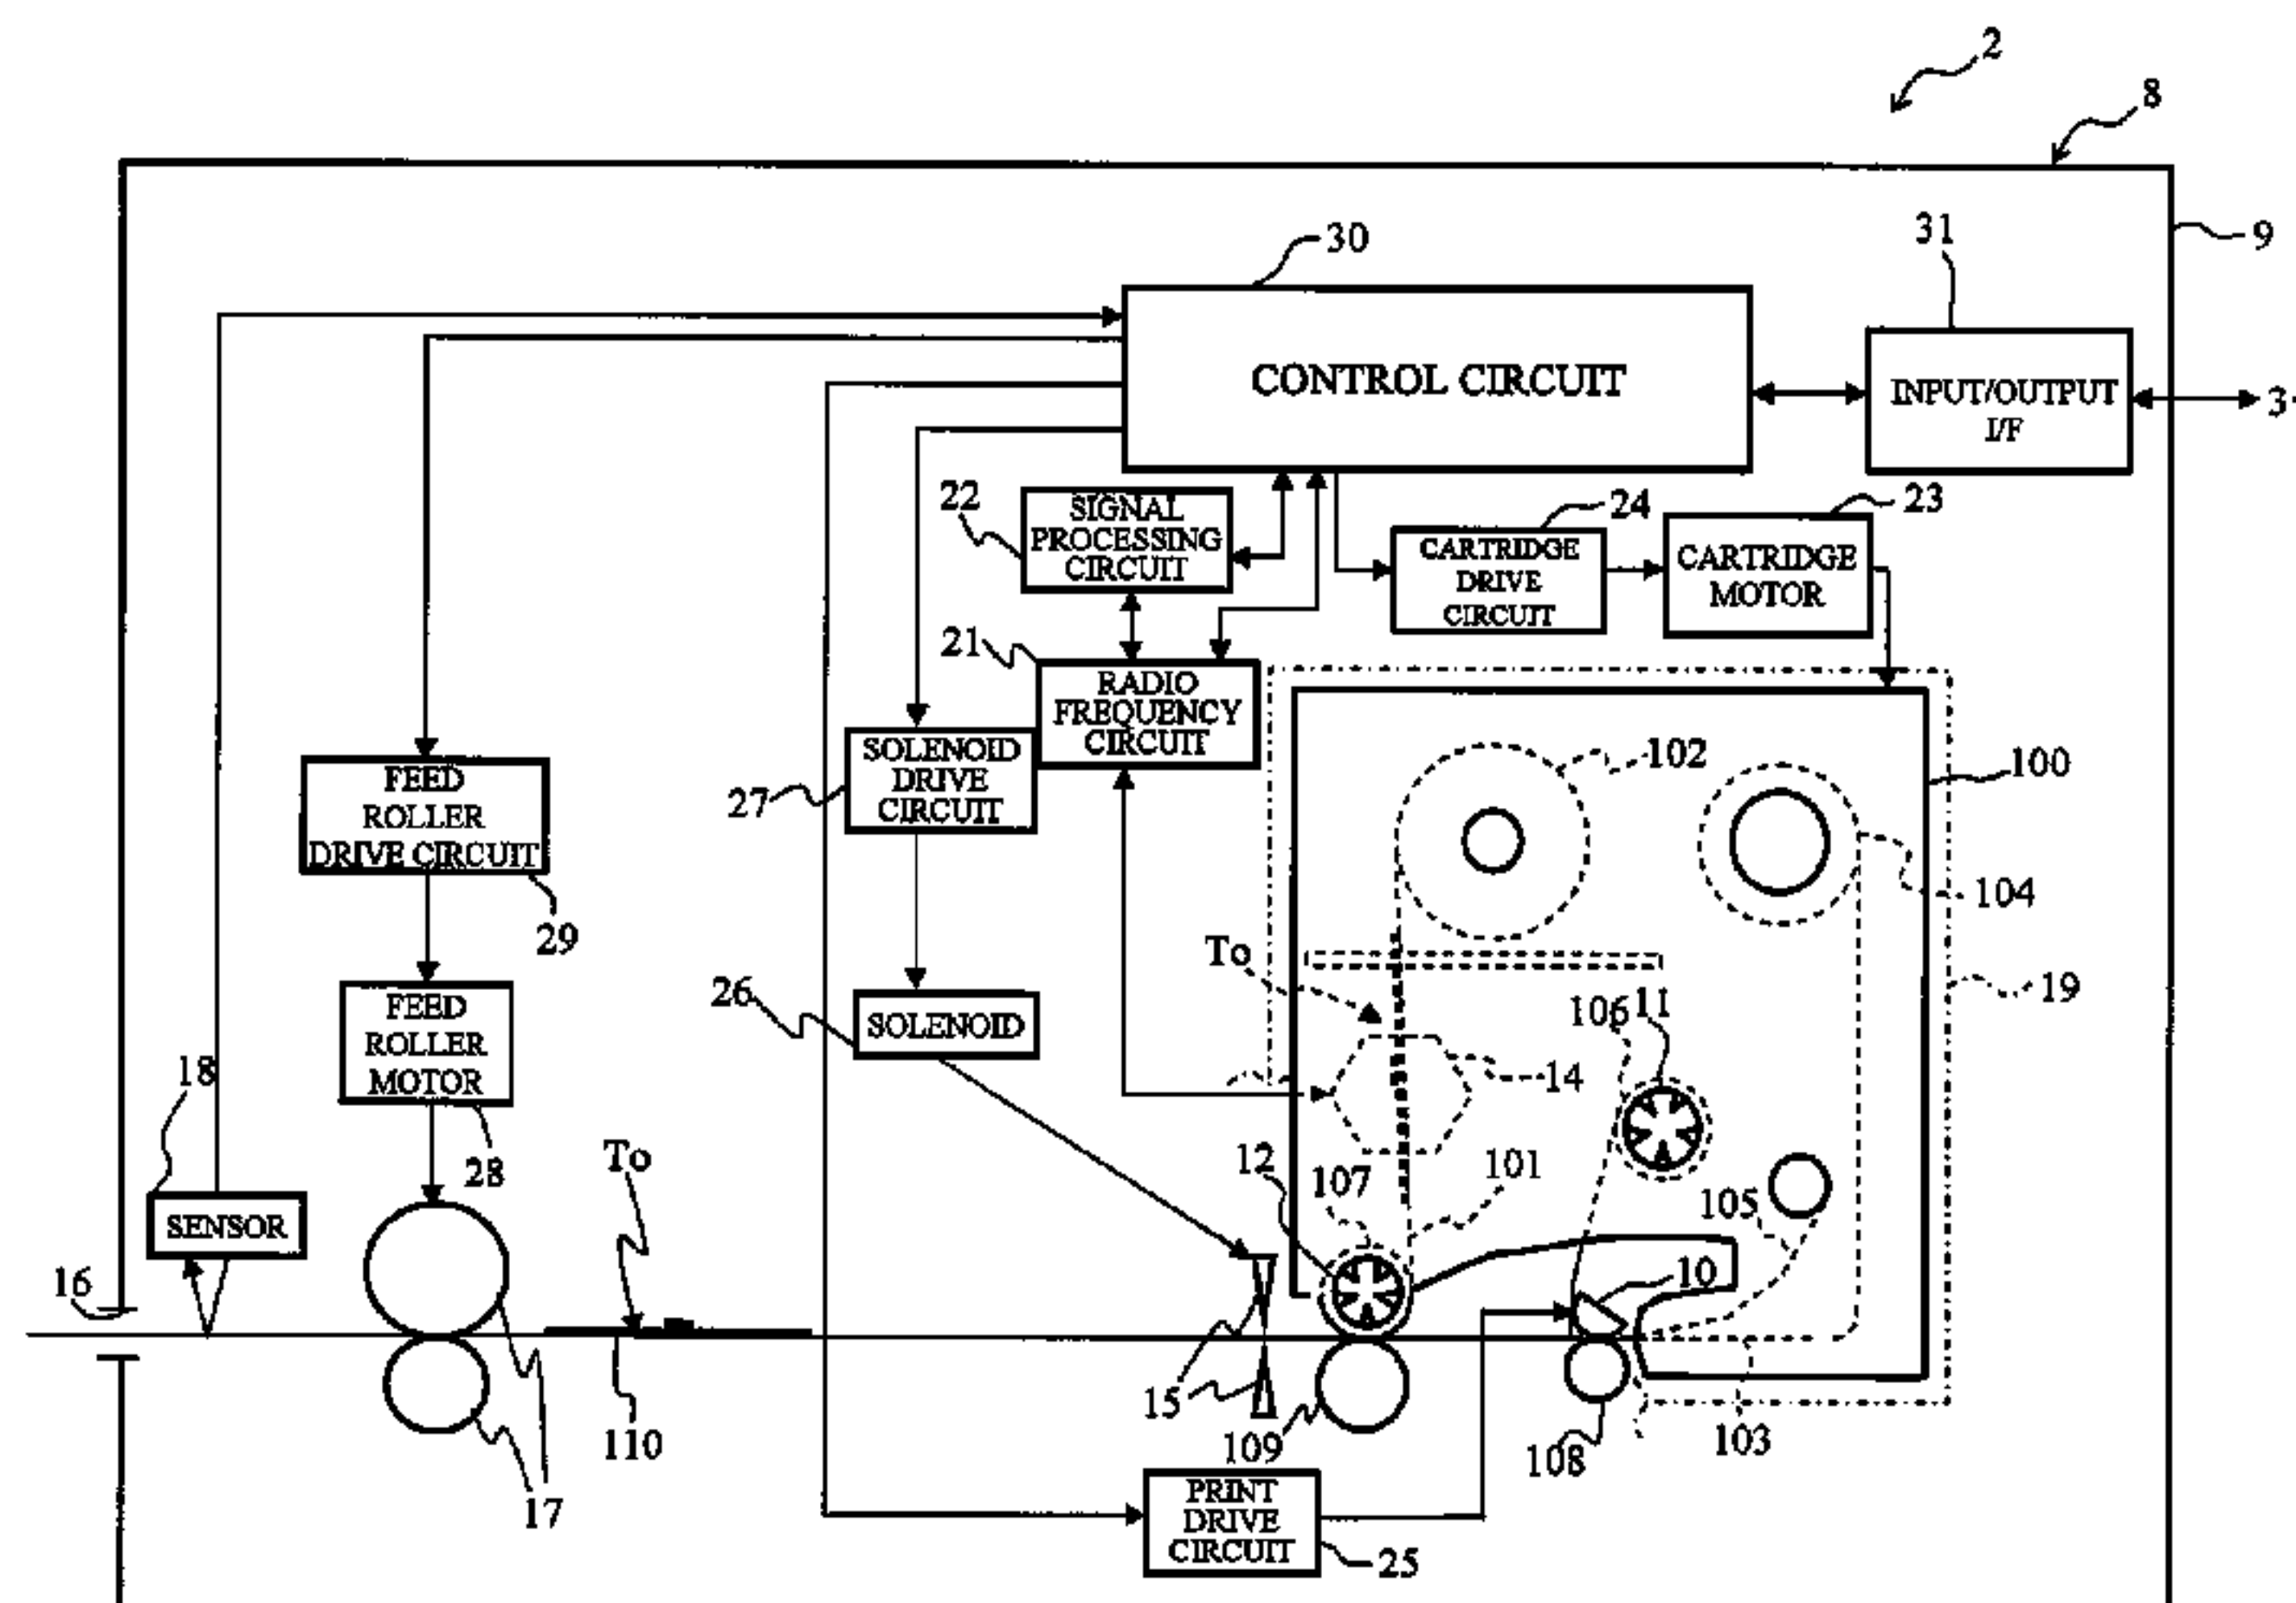 2
8
9
30
31
CONTROL CIRCUIT
INPUT/OUTPUT
I/F
3
22
SIGNAL
PROCESSING
CIRCUIT
24
CARTRIDGE
DRIVE
CIRCUIT
23
CARTRIDGE
MOTOR
21
RADIO
FREQUENCY
CIRCUIT
27
SOLENOID
DRIVE
CIRCUIT
FEED
ROLLER
DRIVE CIRCUIT
29
102
100
104
To
19
26
SOLENOID
FEED
ROLLER
MOTOR
28
106
11
14
18
SENSOR
To
12
107
101
105
10
16
15
109
108
103
110
17
PRINT
DRIVE
CIRCUIT
25